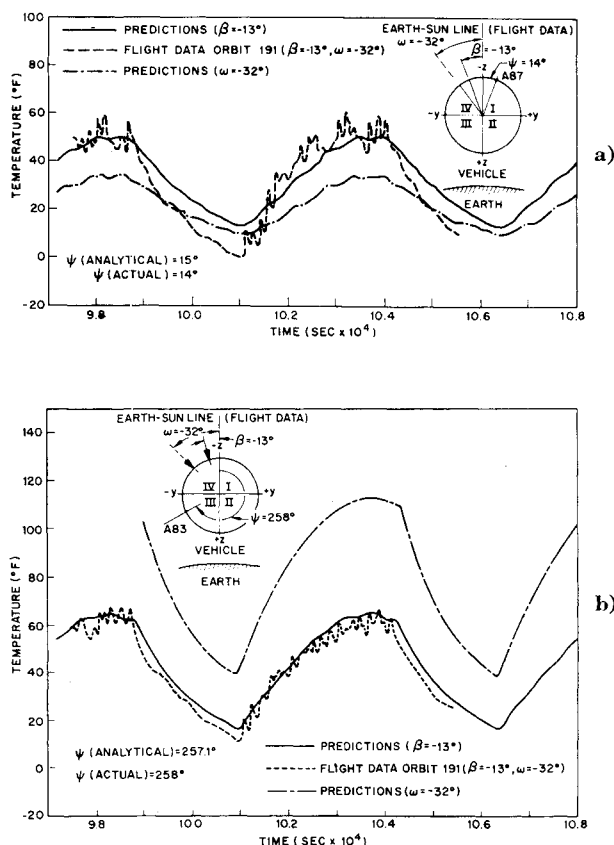 EARTH-SUN LINE (FLIGHT DATA)
PREDICTIONS (β=-13°)
FLIGHT DATA ORBIT 191 (β=-13°, ω=-32°)
PREDICTIONS (ω=-32°)
ω=-32°
β=-13°
ψ=14°
A87
-z
IV I
-y +y
III II
+z
VEHICLE
EARTH
a)
TEMPERATURE (°F)
80
60
40
20
0
-20
ψ (ANALYTICAL)=15°
ψ (ACTUAL)=14°
9.8 10.0 10.2 10.4 10.6 10.8
TIME (SEC x 10⁴)
EARTH-SUN LINE (FLIGHT DATA)
ω=-32°
β=-13°
-z
IV I
-y +y
III II
A83
ψ=258°
+z
VEHICLE
EARTH
b)
TEMPERATURE (°F)
140
120
100
80
60
40
20
0
-20
ψ (ANALYTICAL)=257.1°
ψ (ACTUAL)=258°
PREDICTIONS (β=-13°)
FLIGHT DATA ORBIT 191 (β=-13°, ω=-32°)
PREDICTIONS (ω=-32°)
9.8 10.0 10.2 10.4 10.6 10.8
TIME (SEC x 10⁴)